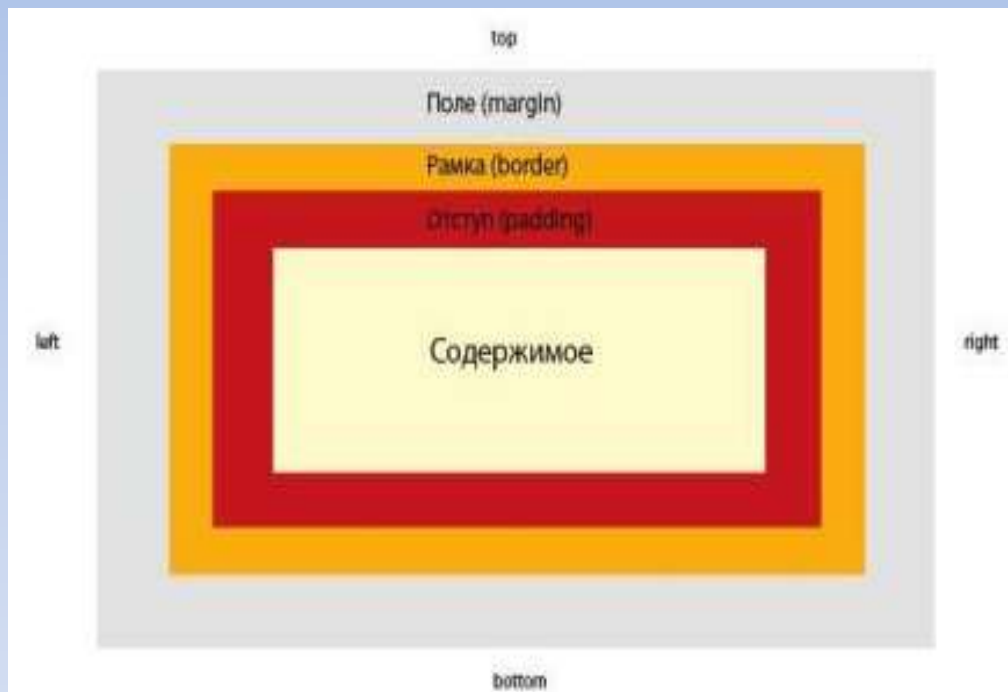 top
Поле (margin)
Рамка (border)
Отступ (padding)
left
Содержимое
right
bottom